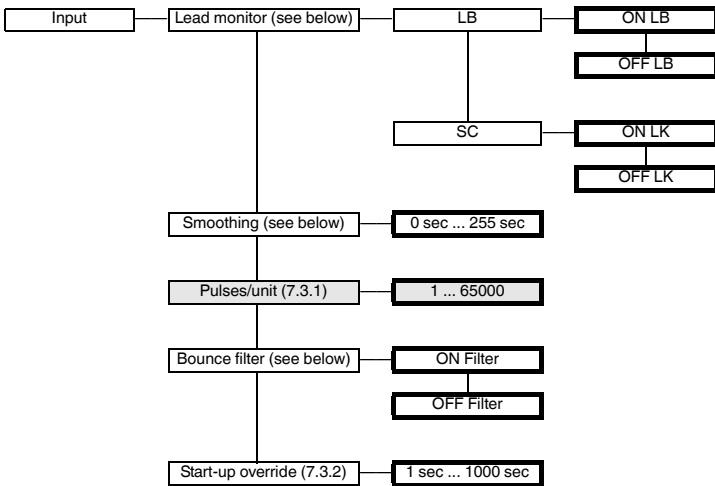 Input
Lead monitor (see below)
LB
ON LB
OFF LB
SC
ON LK
OFF LK
Smoothing (see below)
0 sec ... 255 sec
Pulses/unit (7.3.1)
1 ... 65000
Bounce filter (see below)
ON Filter
OFF Filter
Start-up override (7.3.2)
1 sec ... 1000 sec